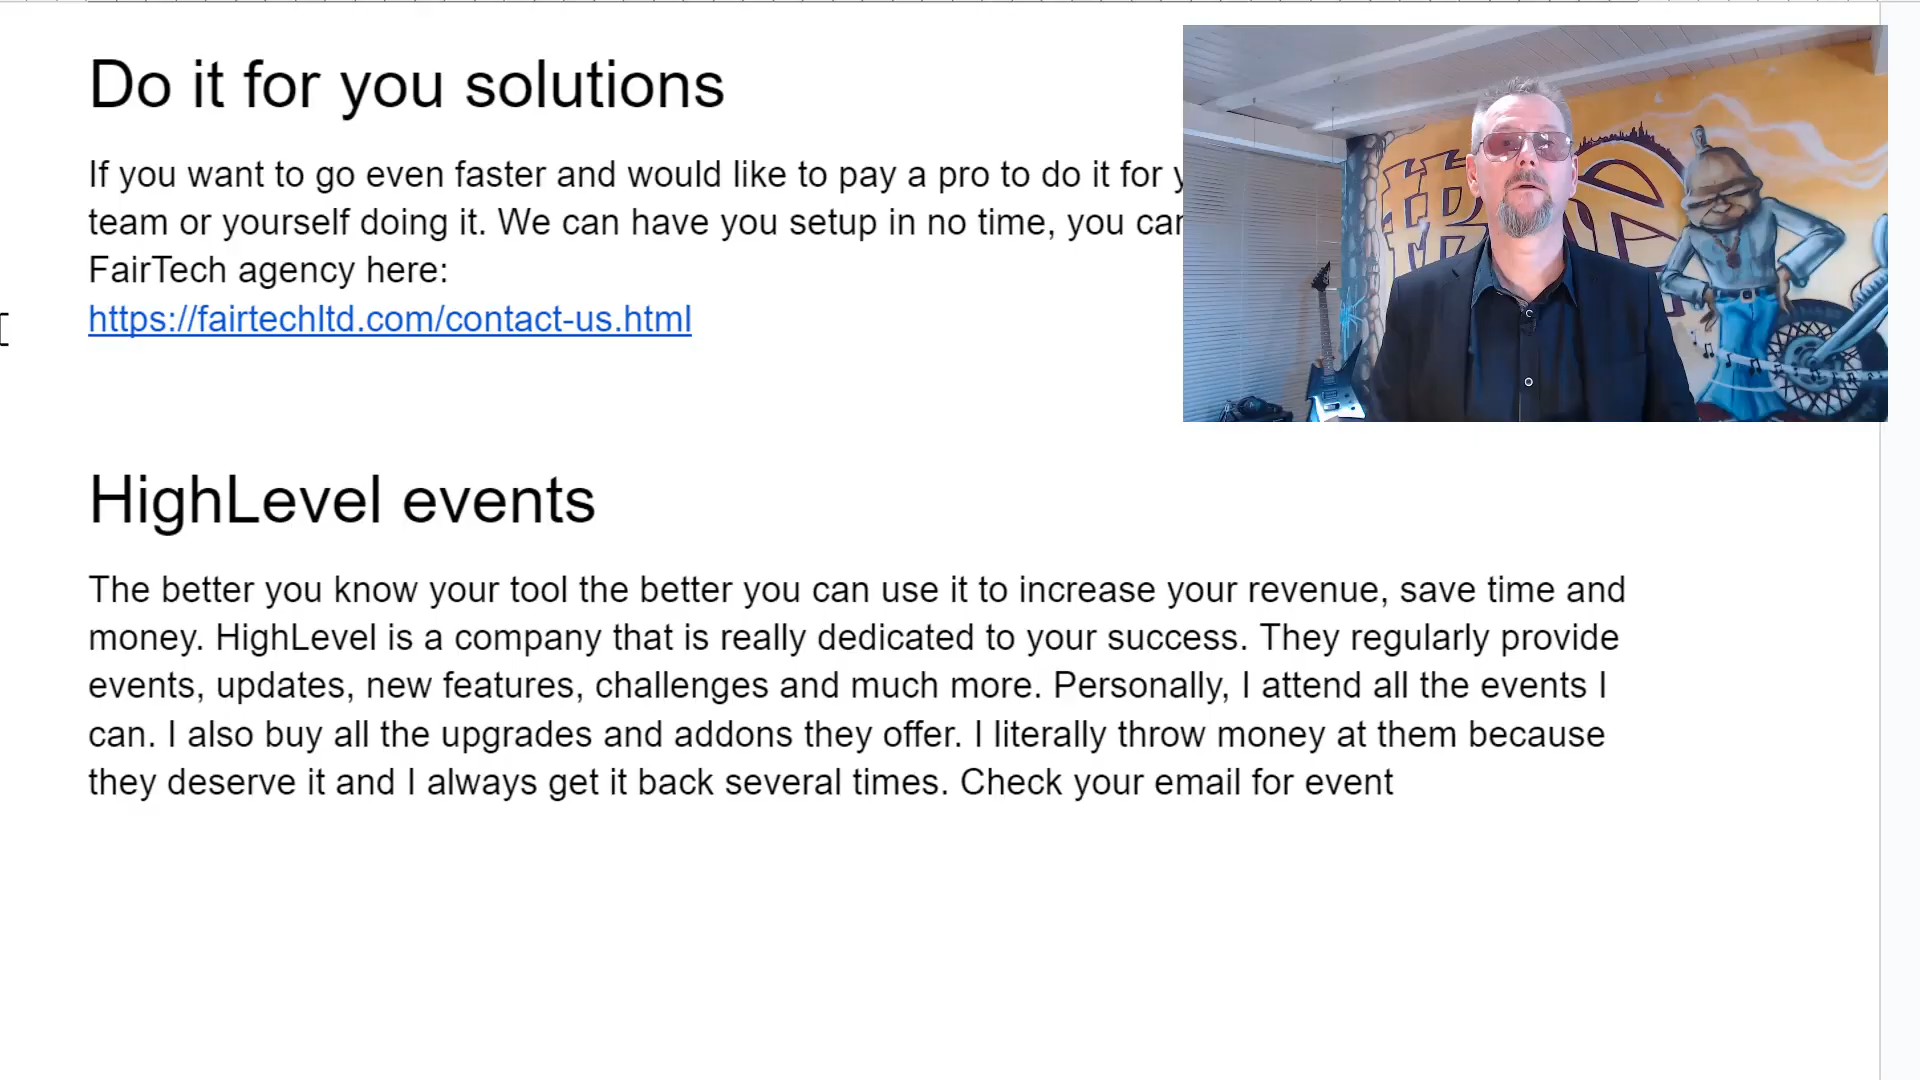 Do it for you solutions
If you want to go even faster and would like to pay a pro to do it for
team or yourself doing it. We can have you setup in no time, you can
FairTech agency here:
https://fairtechltd.com/contact-us.html
HighLevel events
The better you know your tool the better you can use it to increase your revenue, save time and
money. HighLevel is a company that is really dedicated to your success. They regularly provide
events, updates, new features, challenges and much more. Personally, I attend all the events I
can. I also buy all the upgrades and addons they offer. I literally throw money at them because
they deserve it and I always get it back several times. Check your email for event